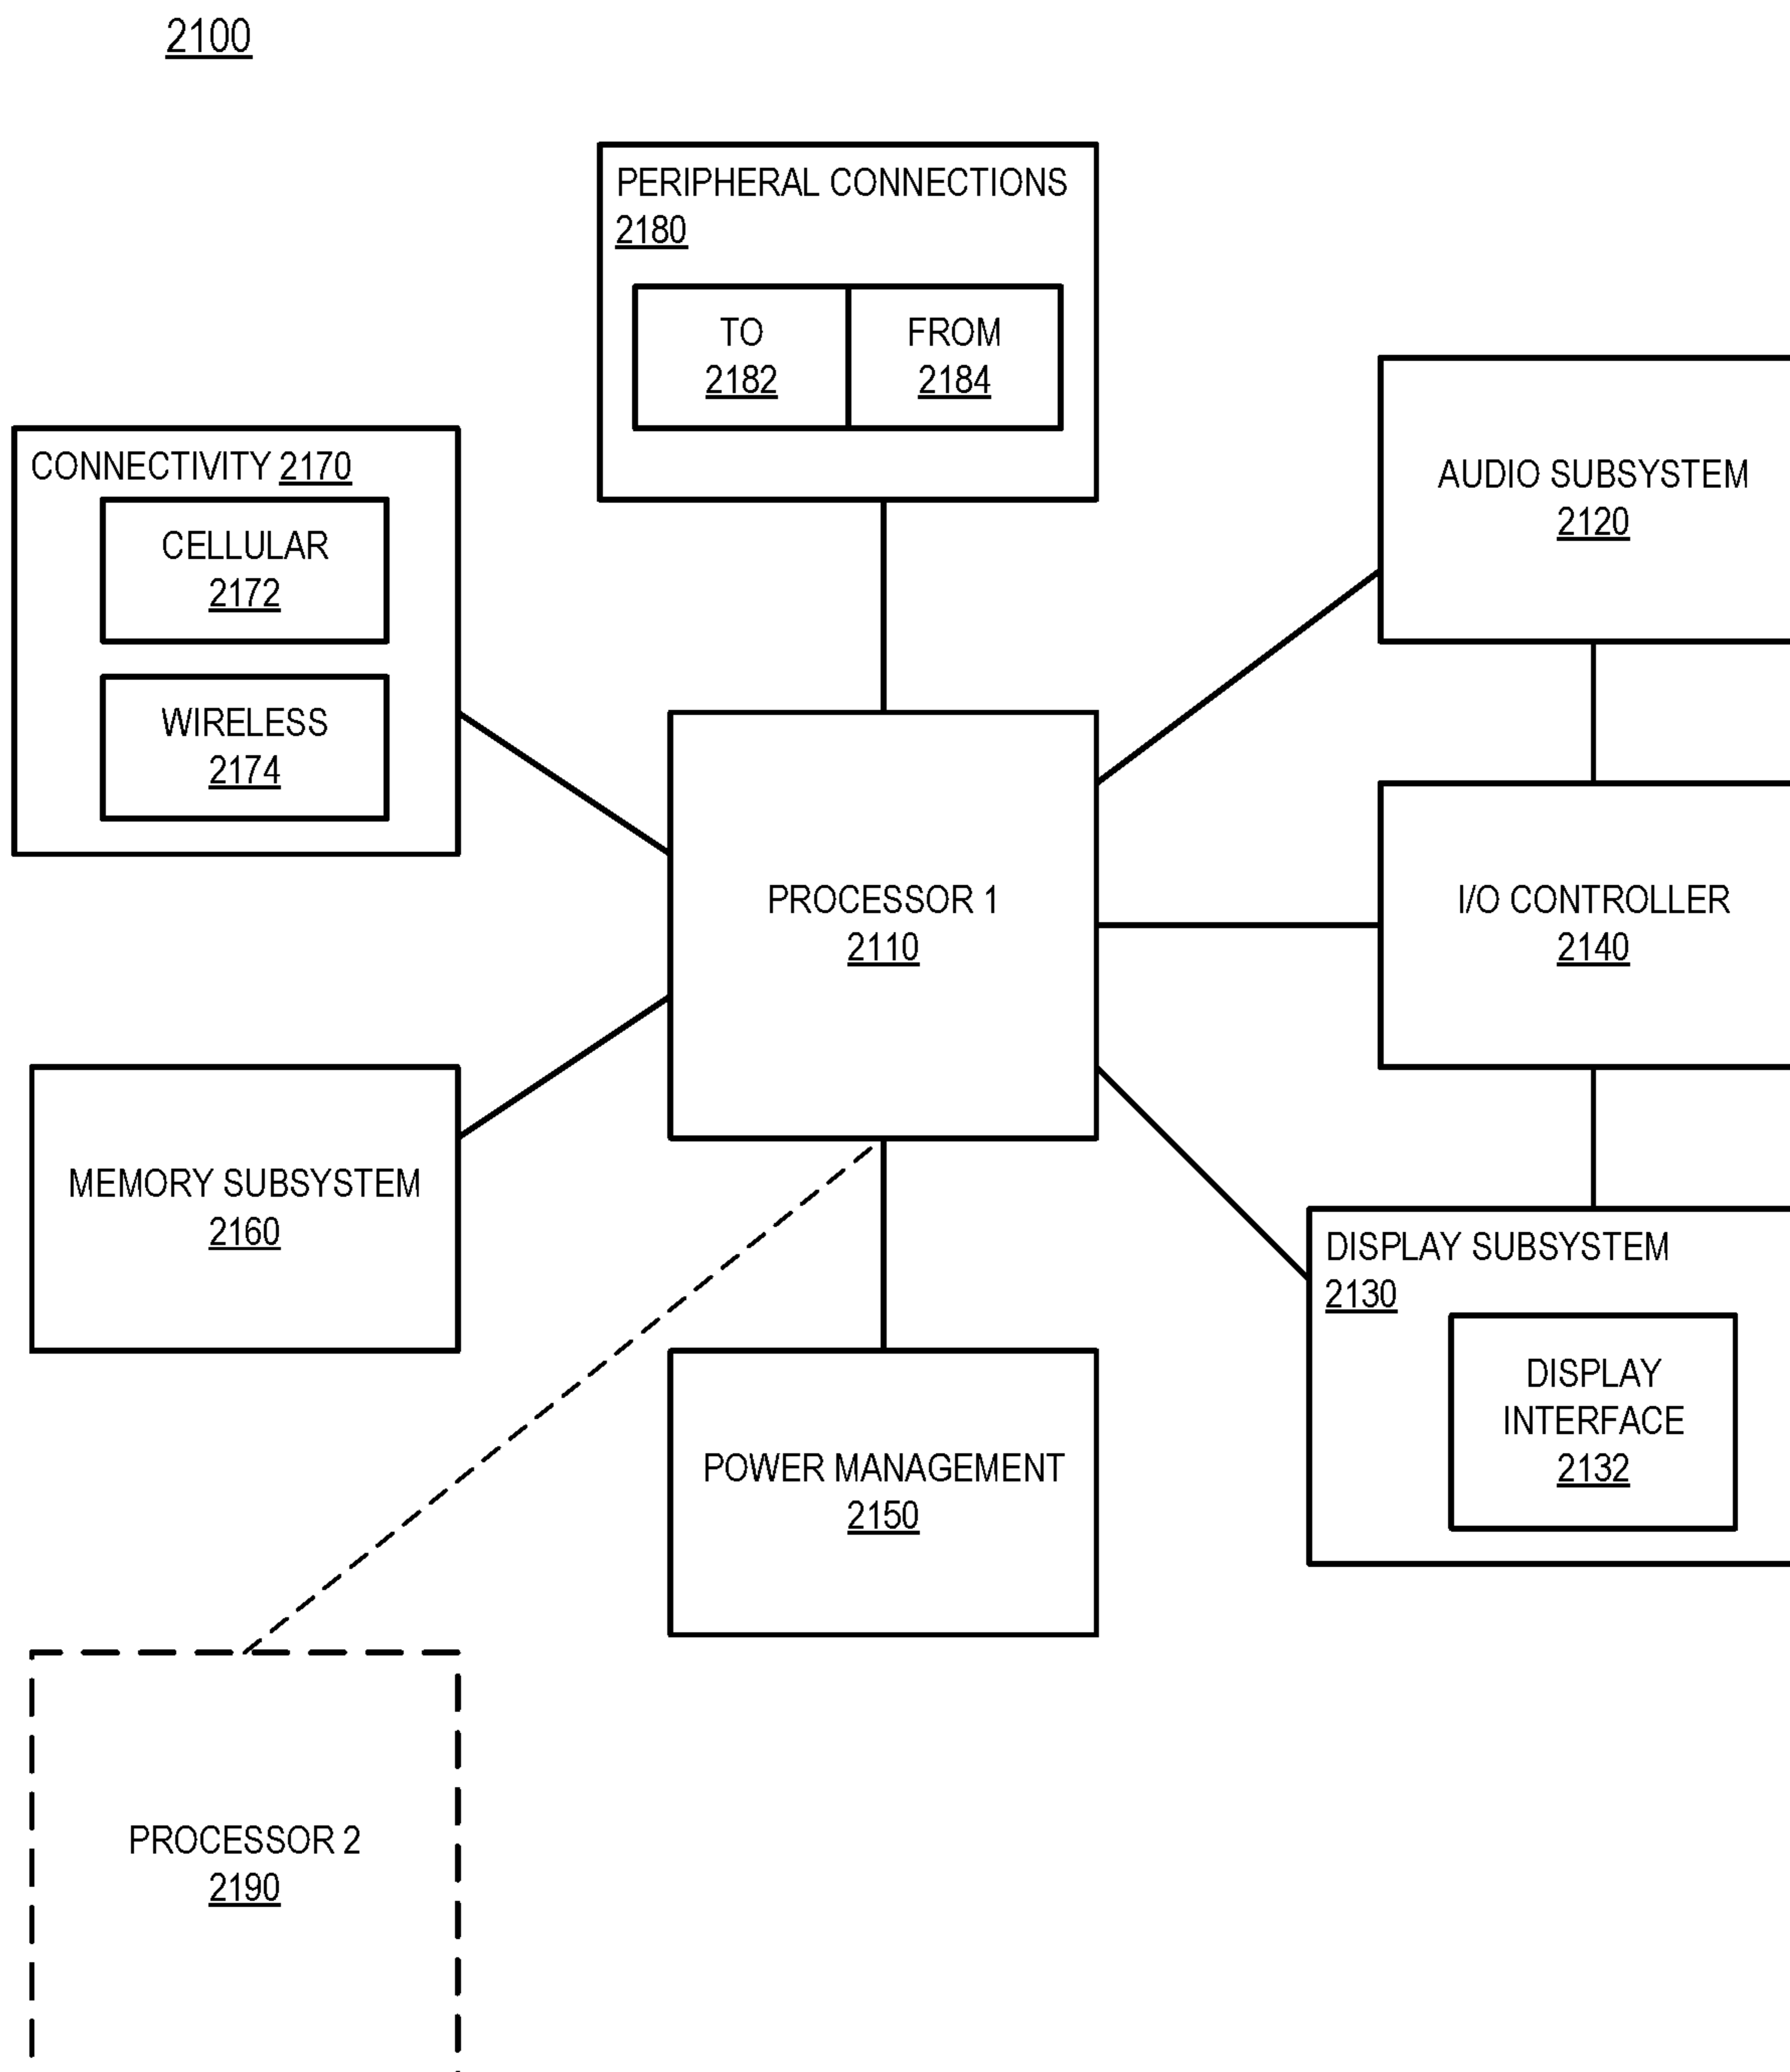 2100
PERIPHERAL CONNECTIONS
2180
TO
2182
FROM
2184
CONNECTIVITY 2170
CELLULAR
2172
WIRELESS
2174
AUDIO SUBSYSTEM
2120
PROCESSOR 1
2110
I/O CONTROLLER
2140
MEMORY SUBSYSTEM
2160
DISPLAY SUBSYSTEM
2130
DISPLAY
INTERFACE
2132
POWER MANAGEMENT
2150
PROCESSOR 2
2190